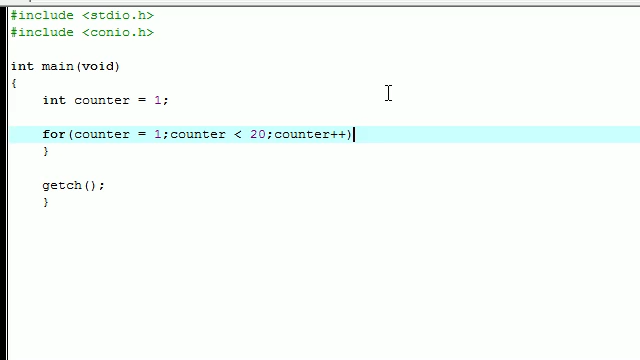 #include <stdio.h>
#include <conio.h>
int main(void)
{
int counter = 1;
for(counter = 1;counter < 20;counter++)
}
getch();
}